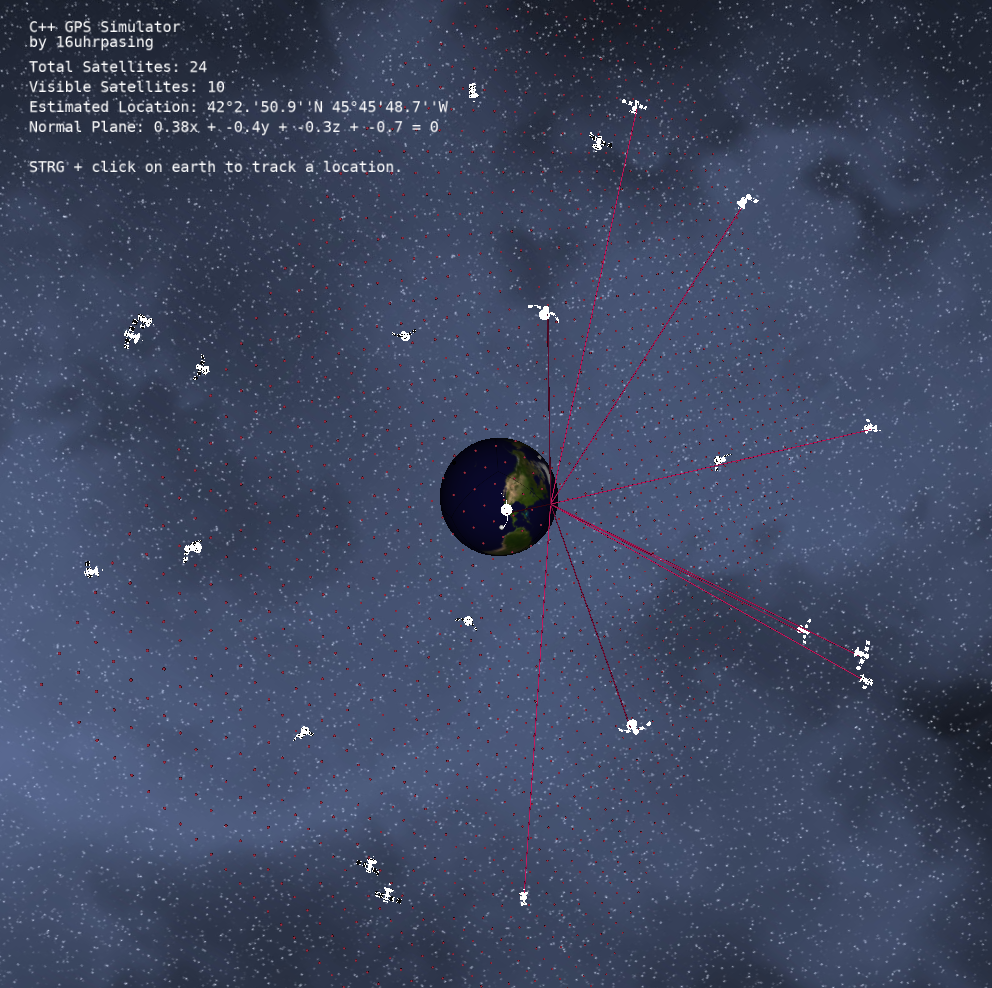 C++ GPS Simulator
by 16uhrpasing
Total Satellites: 24
Visible Satellites: 10
Estimated Location: 42°2.'50.9''N 45°45'48.7''W
Normal Plane: 0.38x + -0.4y + -0.3z + -0.7 = 0
STRG + click on earth to track a location.